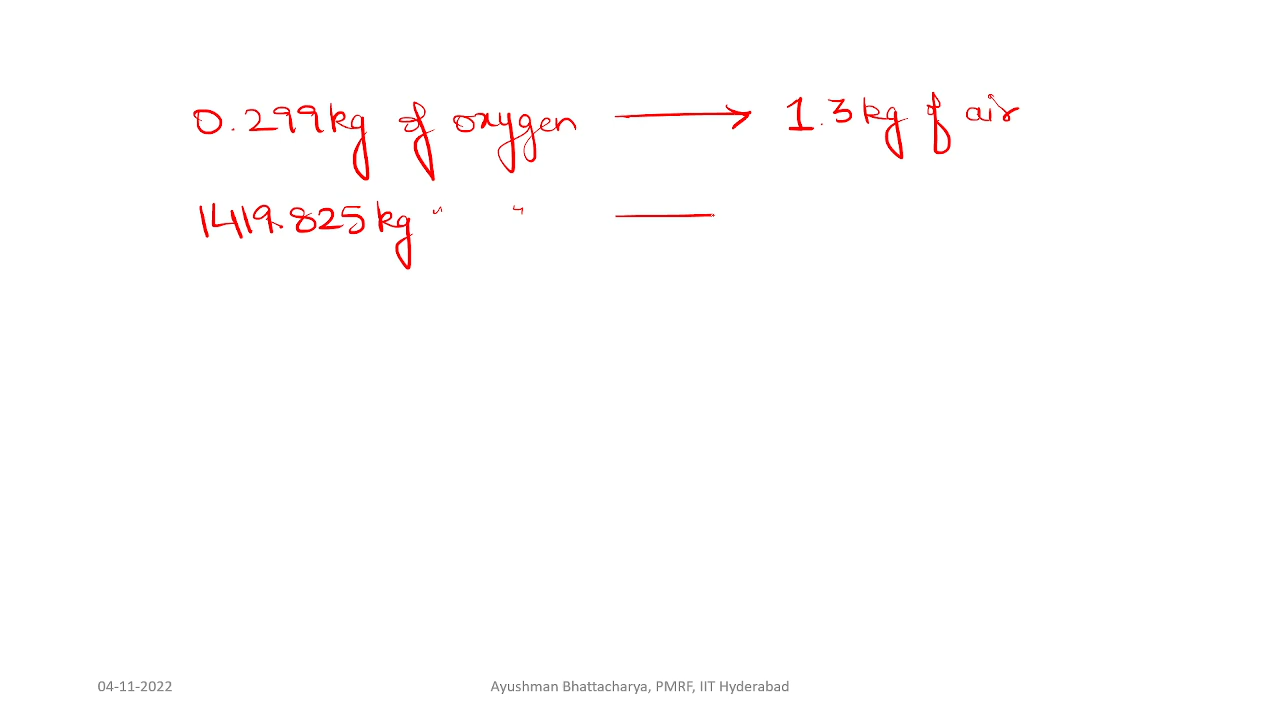 0.299kg of oxygen ⟶ 1.3kg of air
1419.825kg " " —
04-11-2022 Ayushman Bhattacharya, PMRF, IIT Hyderabad